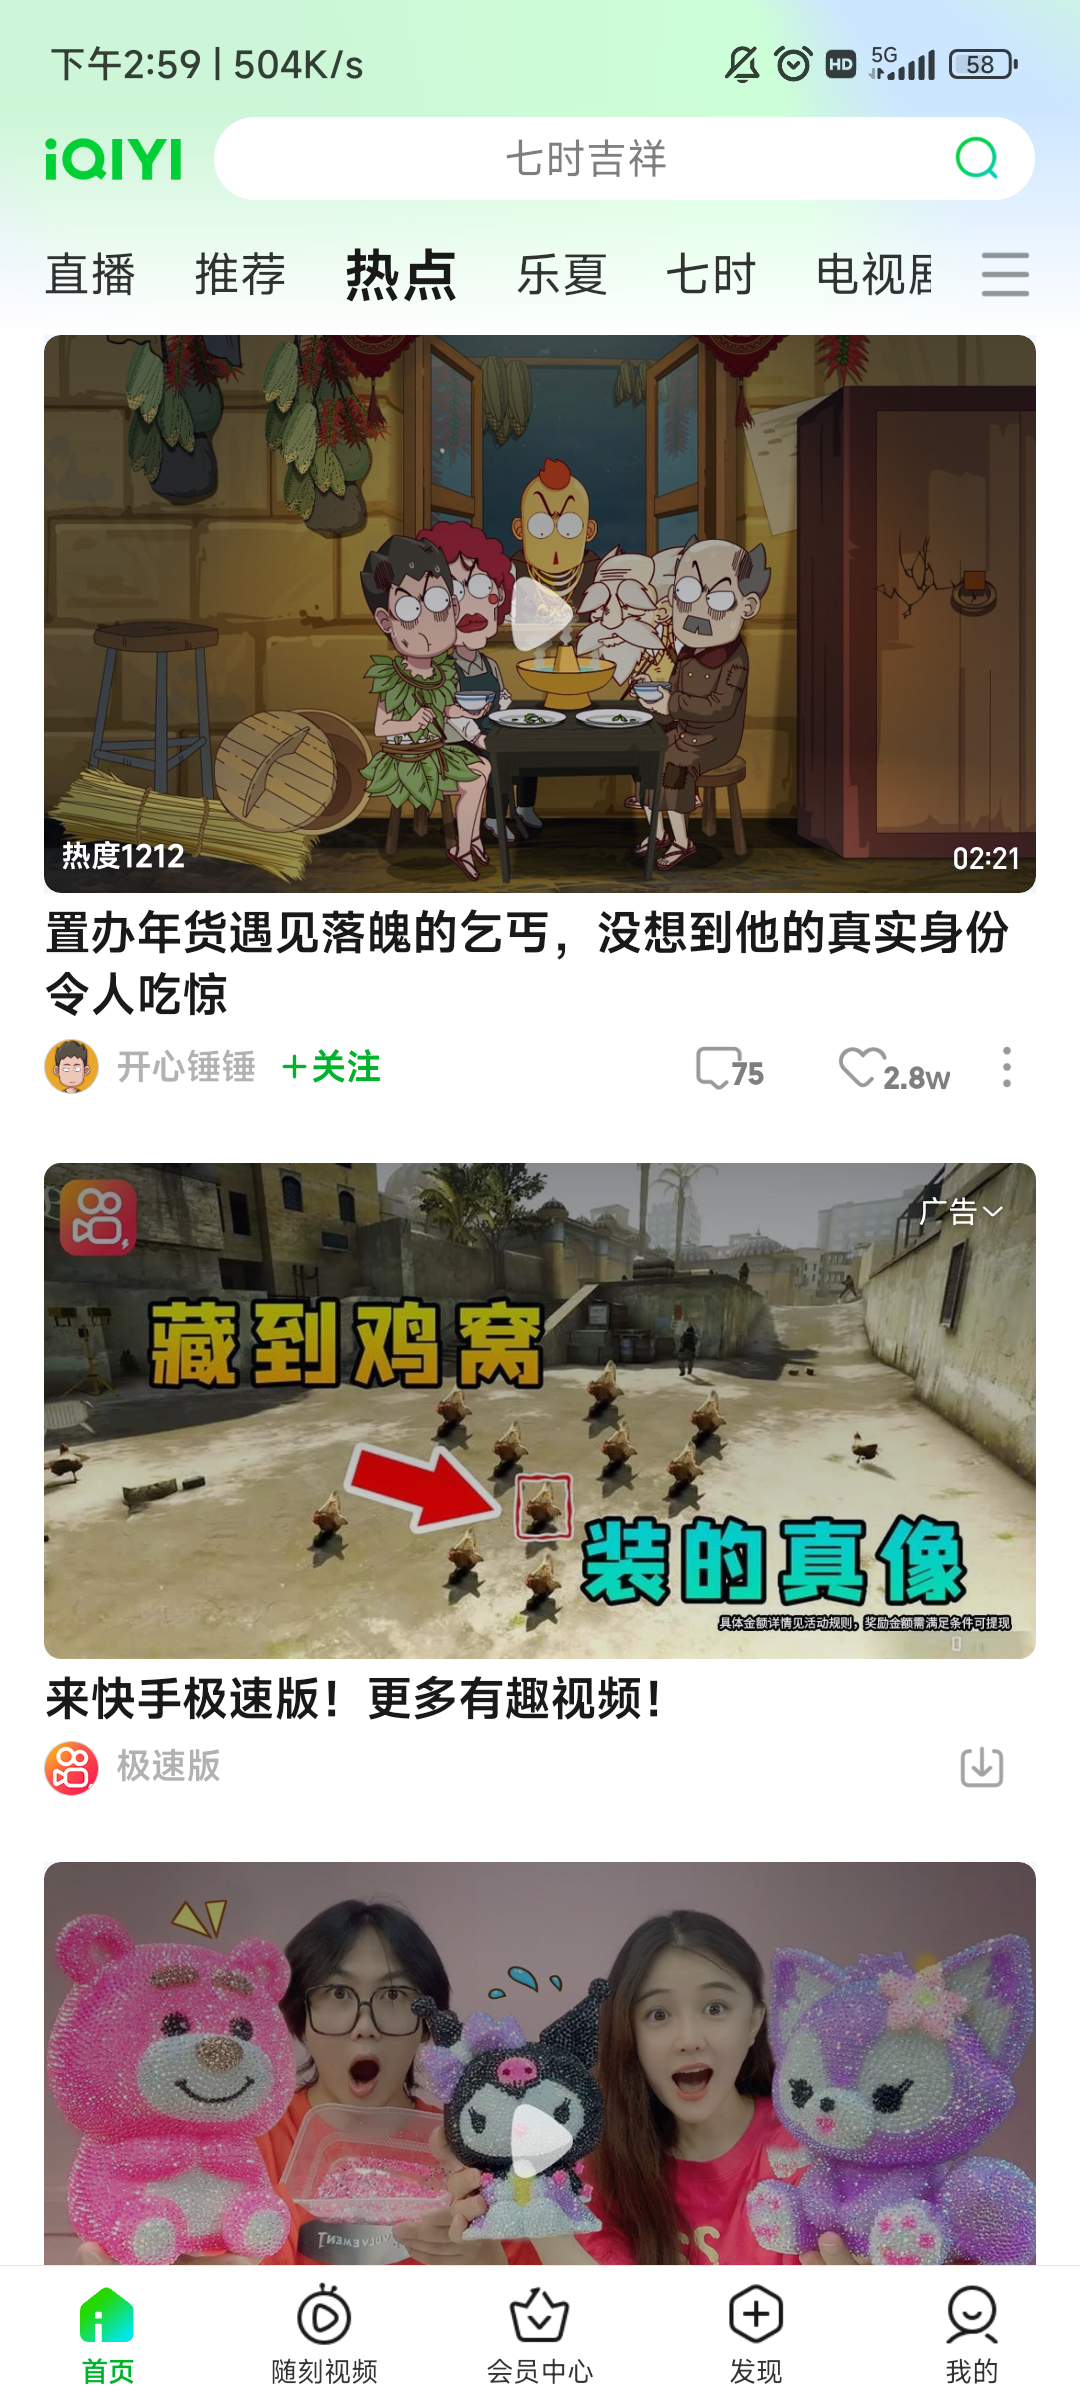 下午2:59 | 504K/s
HD
5G
58
iQIYI
七时吉祥
直播 推荐 热点 乐夏 七时 电视剧
热度1212
02:21
置办年货遇见落魄的乞丐，没想到他的真实身份
令人吃惊
开心锤锤 +关注
75
2.8w
广告
藏到鸡窝
装的真像
具体金额详情见活动规则，奖励金额需满足条件可提现
来快手极速版！更多有趣视频！
极速版
首页 随刻视频 会员中心 发现 我的